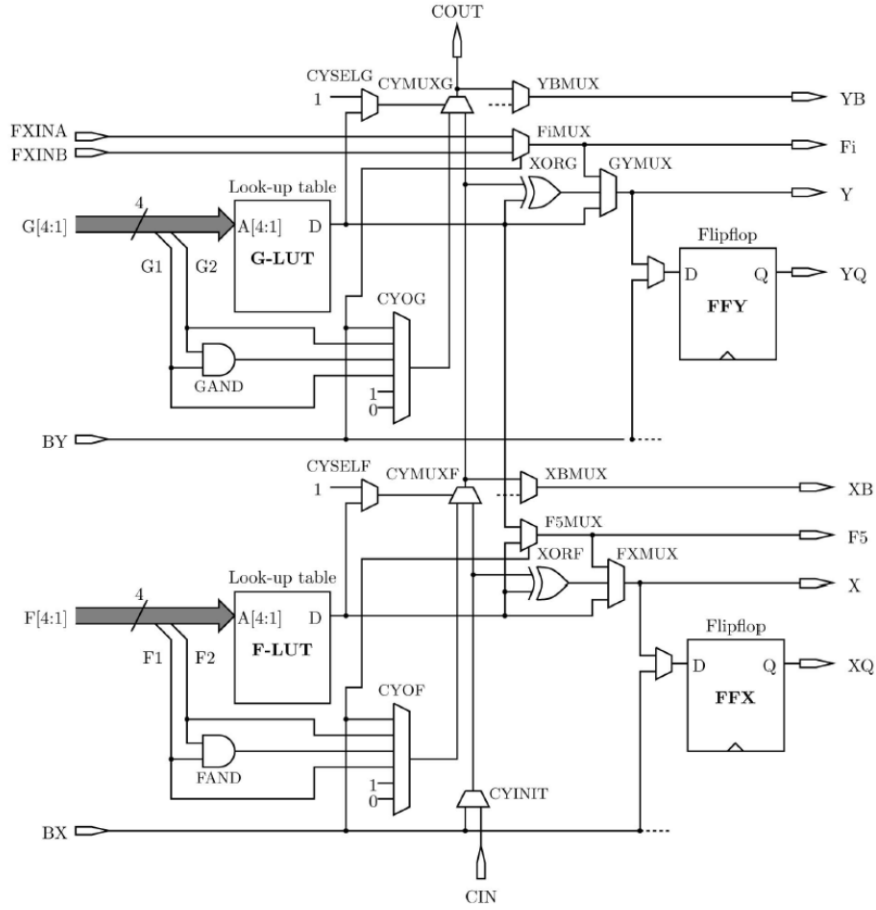 COUT
CYSELG
CYMUXG
YBMUX
1
YB
FXINA
FiMUX
FXINB
Fi
XORG
GYMUX
Look-up table
4
Y
G[4:1]
A[4:1]
D
G-LUT
Flipflop
G1
G2
D
Q
YQ
CYOG
FFY
GAND
1
0
BY
CYSELF
CYMUXF
XBMUX
1
XB
F5MUX
F5
XORF
FXMUX
Look-up table
4
X
F[4:1]
A[4:1]
D
F-LUT
Flipflop
F1
F2
D
Q
XQ
CYOF
FFX
FAND
1
0
CYINIT
BX
CIN